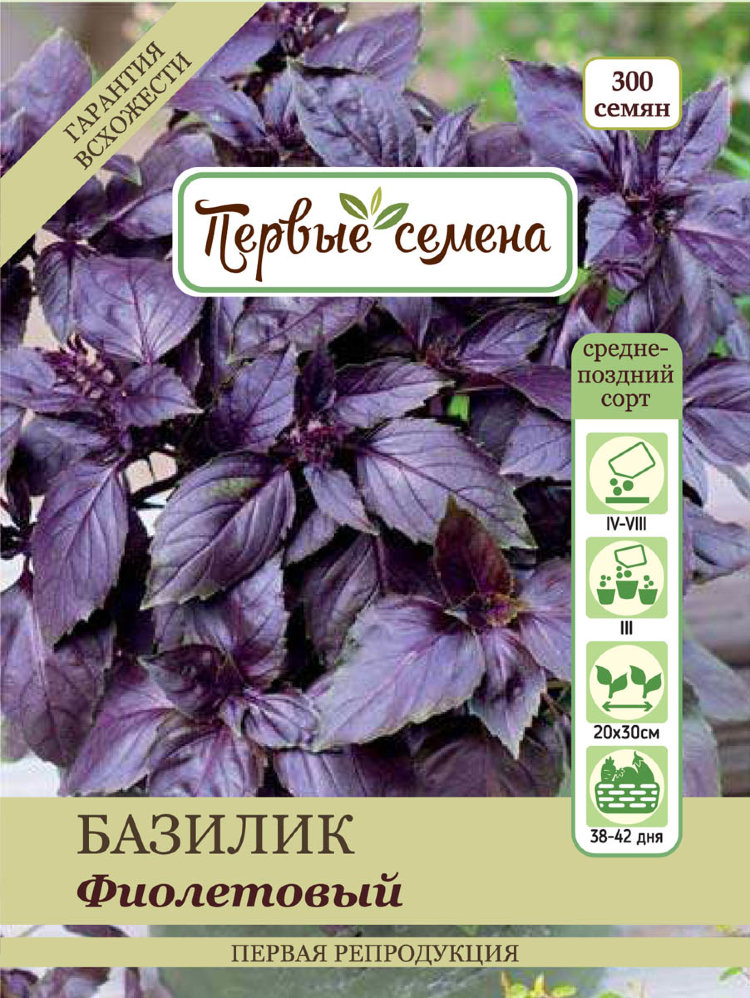 ГАРАНТИЯ
ВСХОЖЕСТИ
300
семян
Первые семена
средне-
поздний
сорт
IV-VIII
III
20х30см
38-42 дня
БАЗИЛИК
Фиолетовый
ПЕРВАЯ РЕПРОДУКЦИЯ